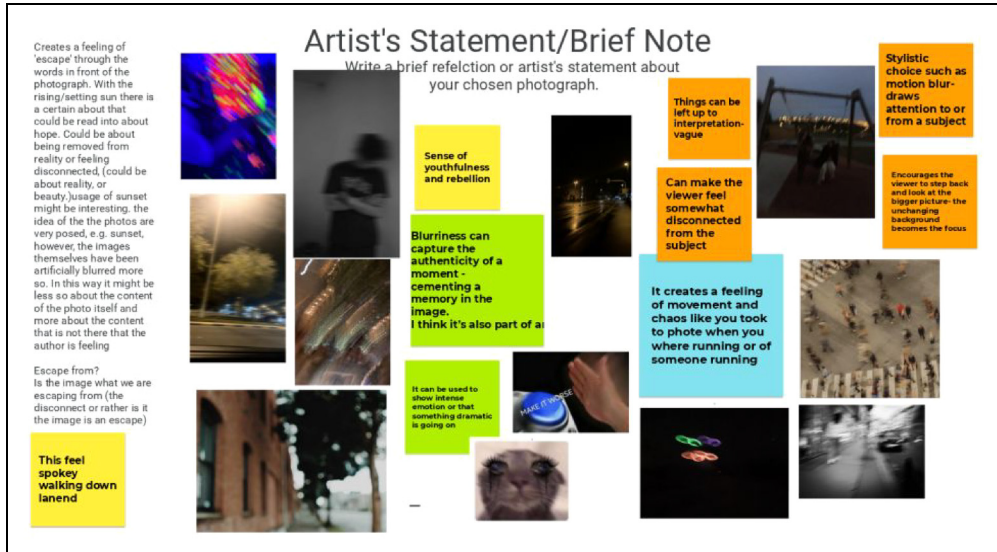 Artist's Statement/Brief Note
Write a brief refelction or artist's statement about
your chosen photograph.
Creates a feeling of
'escape' through the
words in front of the
photograph. With the
rising/setting sun there is
a certain about that
could be read into about
hope. Could be about
being removed from
reality or feeling
disconnected, (could be
about reality, or
beauty.)usage of sunset
might be interesting. the
idea of the the photos are
very posed, e.g. sunset,
however, the images
themselves have been
artificially blurred more
so. In this way it might be
less so about the content
of the photo itself and
more about the content
that is not there that the
author is feeling
Escape from?
Is the image what we are
escaping from (the
disconnect or rather is it
the image is an escape)
This feel
spokey
walking down
lanend
Sense of
youthfulness
and rebellion
Blurriness can
capture the
authenticity of a
moment -
cementing a
memory in the
image.
I think it's also part of a
It can be used to
show intense
emotion or that
something dramatic
is going on
MAKE IT WORSE
Things can be
left up to
interpretation-
vague
Can make the
viewer feel
somewhat
disconnected
from the
subject
It creates a feeling
of movement and
chaos like you took
to phote when you
where running or of
someone running
Stylistic
choice such as
motion blur-
draws
attention to or
from a subject
Encourages the
viewer to step back
and look at the
bigger picture- the
unchanging
background
becomes the focus